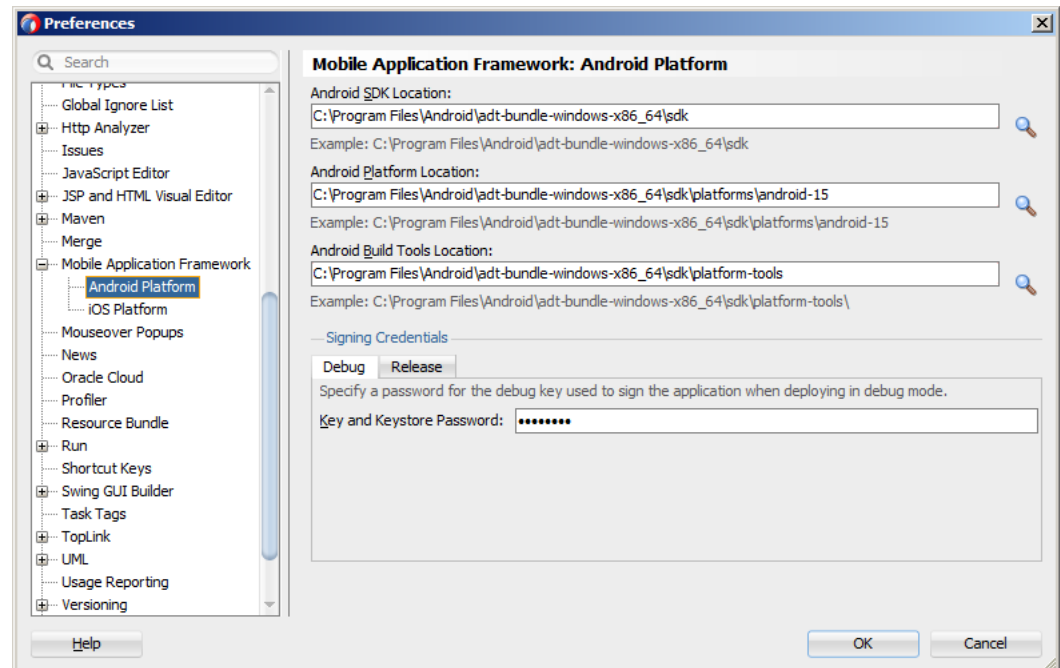 Preferences
Search
File Types
Global Ignore List
Http Analyzer
Issues
JavaScript Editor
JSP and HTML Visual Editor
Maven
Merge
Mobile Application Framework
Android Platform
iOS Platform
Mouseover Popups
News
Oracle Cloud
Profiler
Resource Bundle
Run
Shortcut Keys
Swing GUI Builder
Task Tags
TopLink
UML
Usage Reporting
Versioning
Mobile Application Framework: Android Platform
Android SDK Location:
C:\Program Files\Android\adt-bundle-windows-x86_64\sdk
Example: C:\Program Files\Android\adt-bundle-windows-x86_64\sdk
Android Platform Location:
C:\Program Files\Android\adt-bundle-windows-x86_64\sdk\platforms\android-15
Example: C:\Program Files\Android\adt-bundle-windows-x86_64\sdk\platforms\android-15
Android Build Tools Location:
C:\Program Files\Android\adt-bundle-windows-x86_64\sdk\platform-tools
Example: C:\Program Files\Android\adt-bundle-windows-x86_64\sdk\platform-tools\
Signing Credentials
Debug Release
Specify a password for the debug key used to sign the application when deploying in debug mode.
Key and Keystore Password: ••••••••
Help OK Cancel